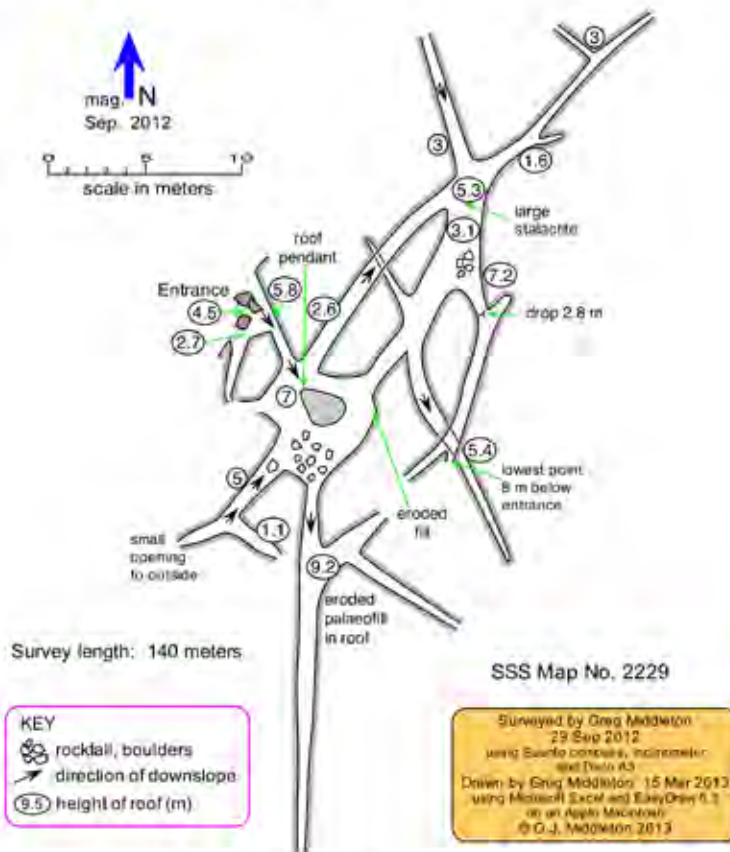 mag. N
Sep. 2012
0 5 10
scale in meters
3
3
1.6
5.3
large
stalactite
3.1
roof
pendant
7.2
Entrance
5.8
4.5
2.6
drop 2.8 m
2.7
7
5.4
lowest point
8 m below
entrance
5
eroded
fill
small
opening
to outside
1.1
9.2
eroded
palaeofill
in roof
Survey length: 140 meters
SSS Map No. 2229
KEY
rockfall, boulders
direction of downslope
9.5 height of roof (m)
Surveyed by Greg Middleton
29 Sep 2012
using Suunto compass, inclinometer
and Disto A3
Drawn by Greg Middleton 15 Mar 2013
using Microsoft Excel and EasyDraw
on an Apple Macintosh
© G.J. Middleton 2013